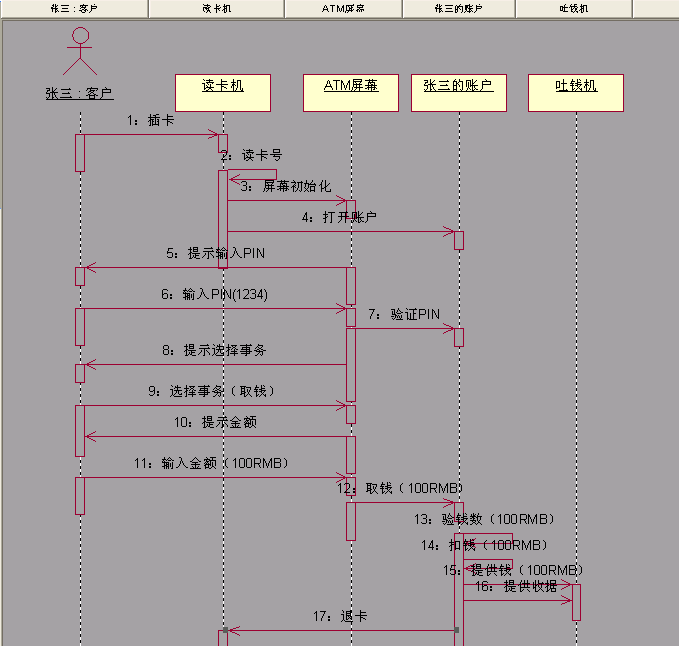 张三：客户
读卡机
ATM屏幕
张三的账户
吐钱机
张三：客户
读卡机
ATM屏幕
张三的账户
吐钱机
1：插卡
2：读卡号
3：屏幕初始化
4：打开账户
5：提示输入PIN
6：输入PIN(1234)
7：验证PIN
8：提示选择事务
9：选择事务（取钱）
10：提示金额
11：输入金额（100RMB）
12：取钱（100RMB）
13：验钱数（100RMB）
14：扣钱（100RMB）
15：提供钱（100RMB）
16：提供收据
17：退卡